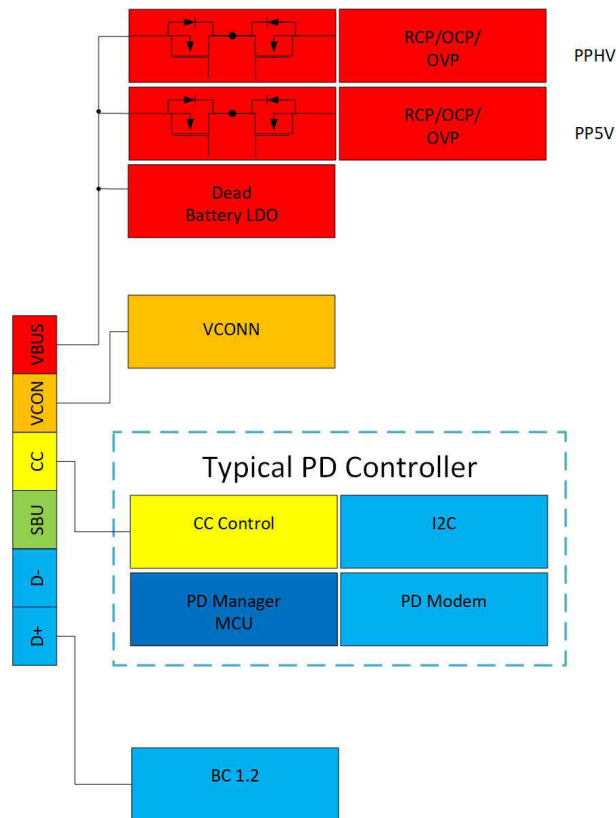 RCP/OCP/
OVP
PPHV
RCP/OCP/
OVP
PP5V
Dead
Battery LDO
VCONN
VBUS
VCON
CC
SBU
D-
D+
Typical PD Controller
CC Control
I2C
PD Manager
MCU
PD Modem
BC 1.2